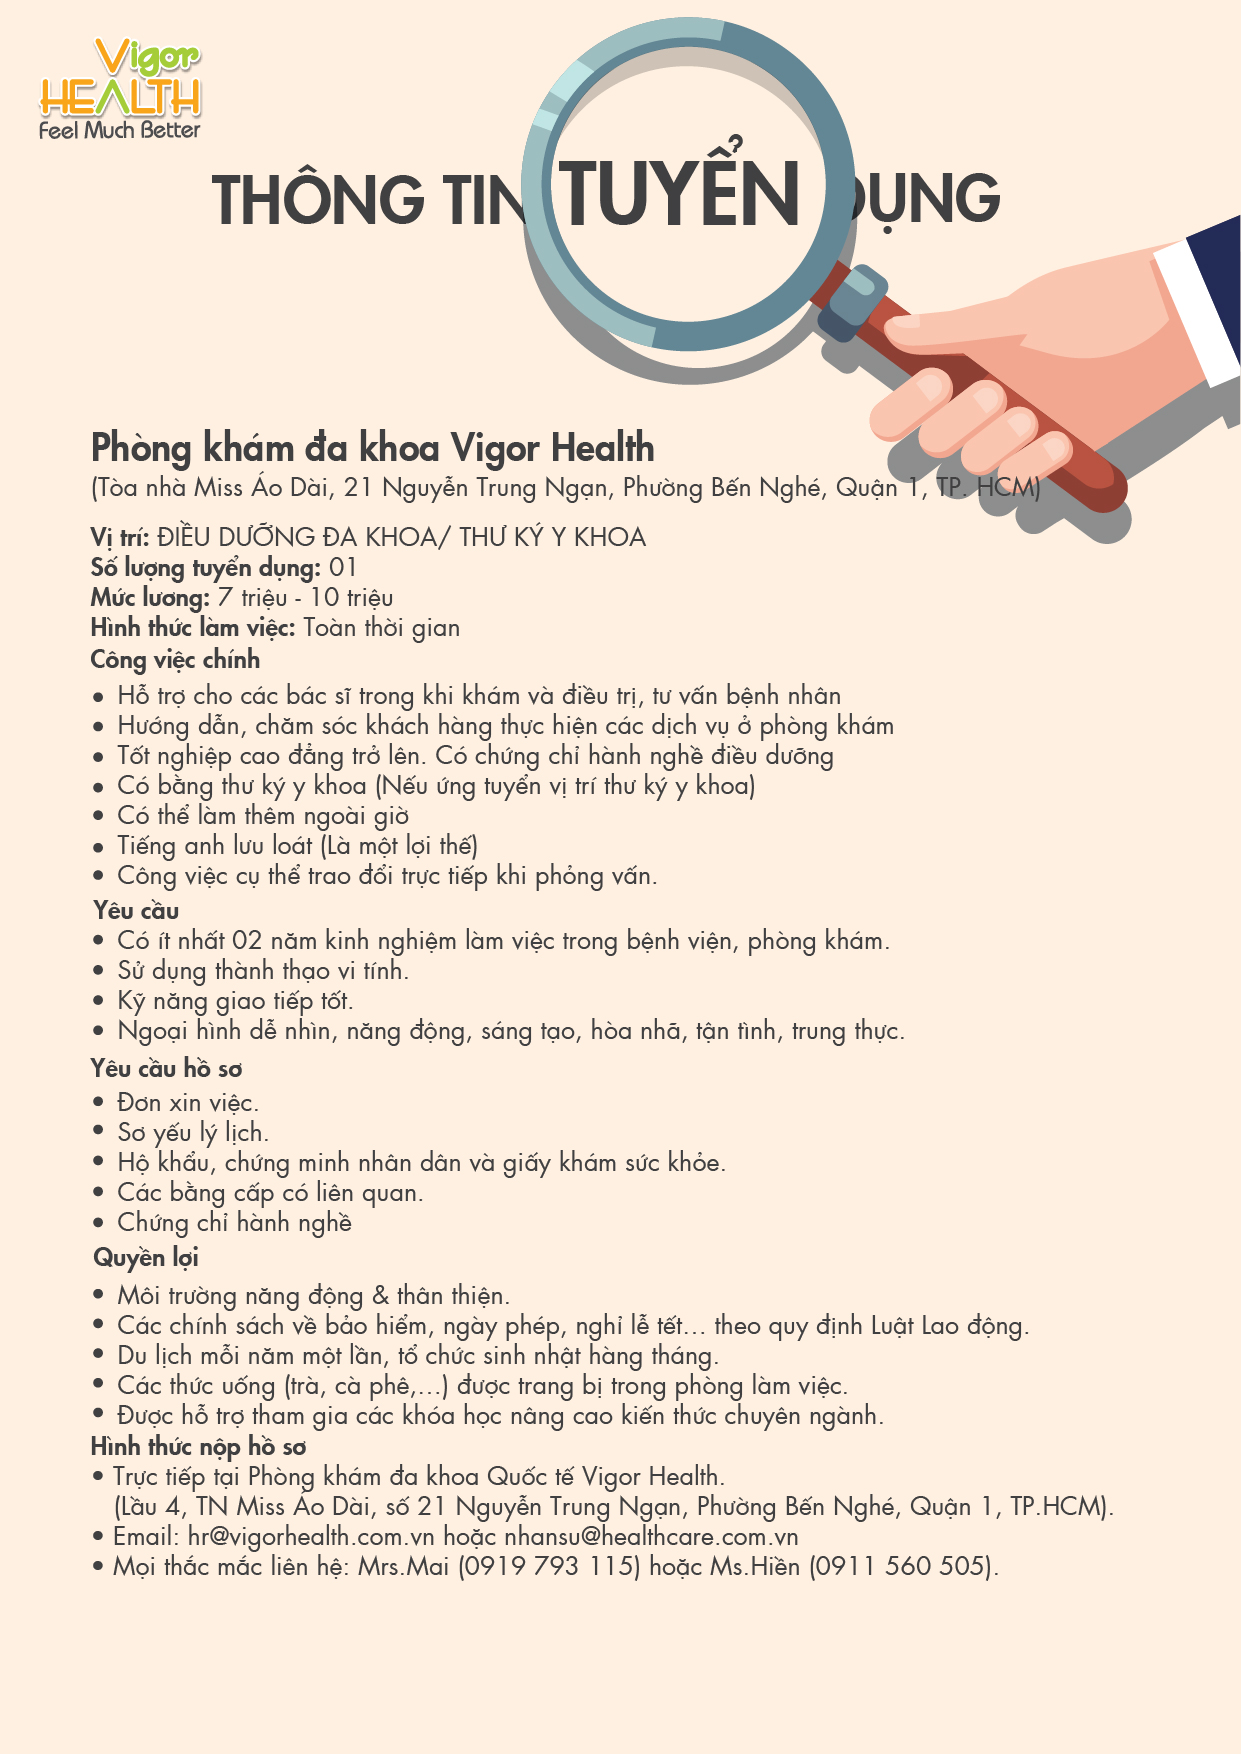 Vigor
HEALTH
Feel Much Better
THÔNG TIN TUYỂN DỤNG
Phòng khám đa khoa Vigor Health
(Tòa nhà Miss Áo Dài, 21 Nguyễn Trung Ngạn, Phường Bến Nghé, Quận 1, TP. HCM)
Vị trí: ĐIỀU DƯỠNG ĐA KHOA/ THƯ KÝ Y KHOA
Số lượng tuyển dụng: 01
Mức lương: 7 triệu - 10 triệu
Hình thức làm việc: Toàn thời gian
Công việc chính
• Hỗ trợ cho các bác sĩ trong khi khám và điều trị, tư vấn bệnh nhân
• Hướng dẫn, chăm sóc khách hàng thực hiện các dịch vụ ở phòng khám
• Tốt nghiệp cao đẳng trở lên. Có chứng chỉ hành nghề điều dưỡng
• Có bằng thư ký y khoa (Nếu ứng tuyển vị trí thư ký y khoa)
• Có thể làm thêm ngoài giờ
• Tiếng anh lưu loát (Là một lợi thế)
• Công việc cụ thể trao đổi trực tiếp khi phỏng vấn.
Yêu cầu
• Có ít nhất 02 năm kinh nghiệm làm việc trong bệnh viện, phòng khám.
• Sử dụng thành thạo vi tính.
• Kỹ năng giao tiếp tốt.
• Ngoại hình dễ nhìn, năng động, sáng tạo, hòa nhã, tận tình, trung thực.
Yêu cầu hồ sơ
• Đơn xin việc.
• Sơ yếu lý lịch.
• Hộ khẩu, chứng minh nhân dân và giấy khám sức khỏe.
• Các bằng cấp có liên quan.
• Chứng chỉ hành nghề
Quyền lợi
• Môi trường năng động & thân thiện.
• Các chính sách về bảo hiểm, ngày phép, nghỉ lễ tết... theo quy định Luật Lao động.
• Du lịch mỗi năm một lần, tổ chức sinh nhật hàng tháng.
• Các thức uống (trà, cà phê,...) được trang bị trong phòng làm việc.
• Được hỗ trợ tham gia các khóa học nâng cao kiến thức chuyên ngành.
Hình thức nộp hồ sơ
• Trực tiếp tại Phòng khám đa khoa Quốc tế Vigor Health.
(Lầu 4, TN Miss Áo Dài, số 21 Nguyễn Trung Ngạn, Phường Bến Nghé, Quận 1, TP.HCM).
• Email: hr@vigorhealth.com.vn hoặc nhansu@healthcare.com.vn
• Mọi thắc mắc liên hệ: Mrs.Mai (0919 793 115) hoặc Ms.Hiền (0911 560 505).